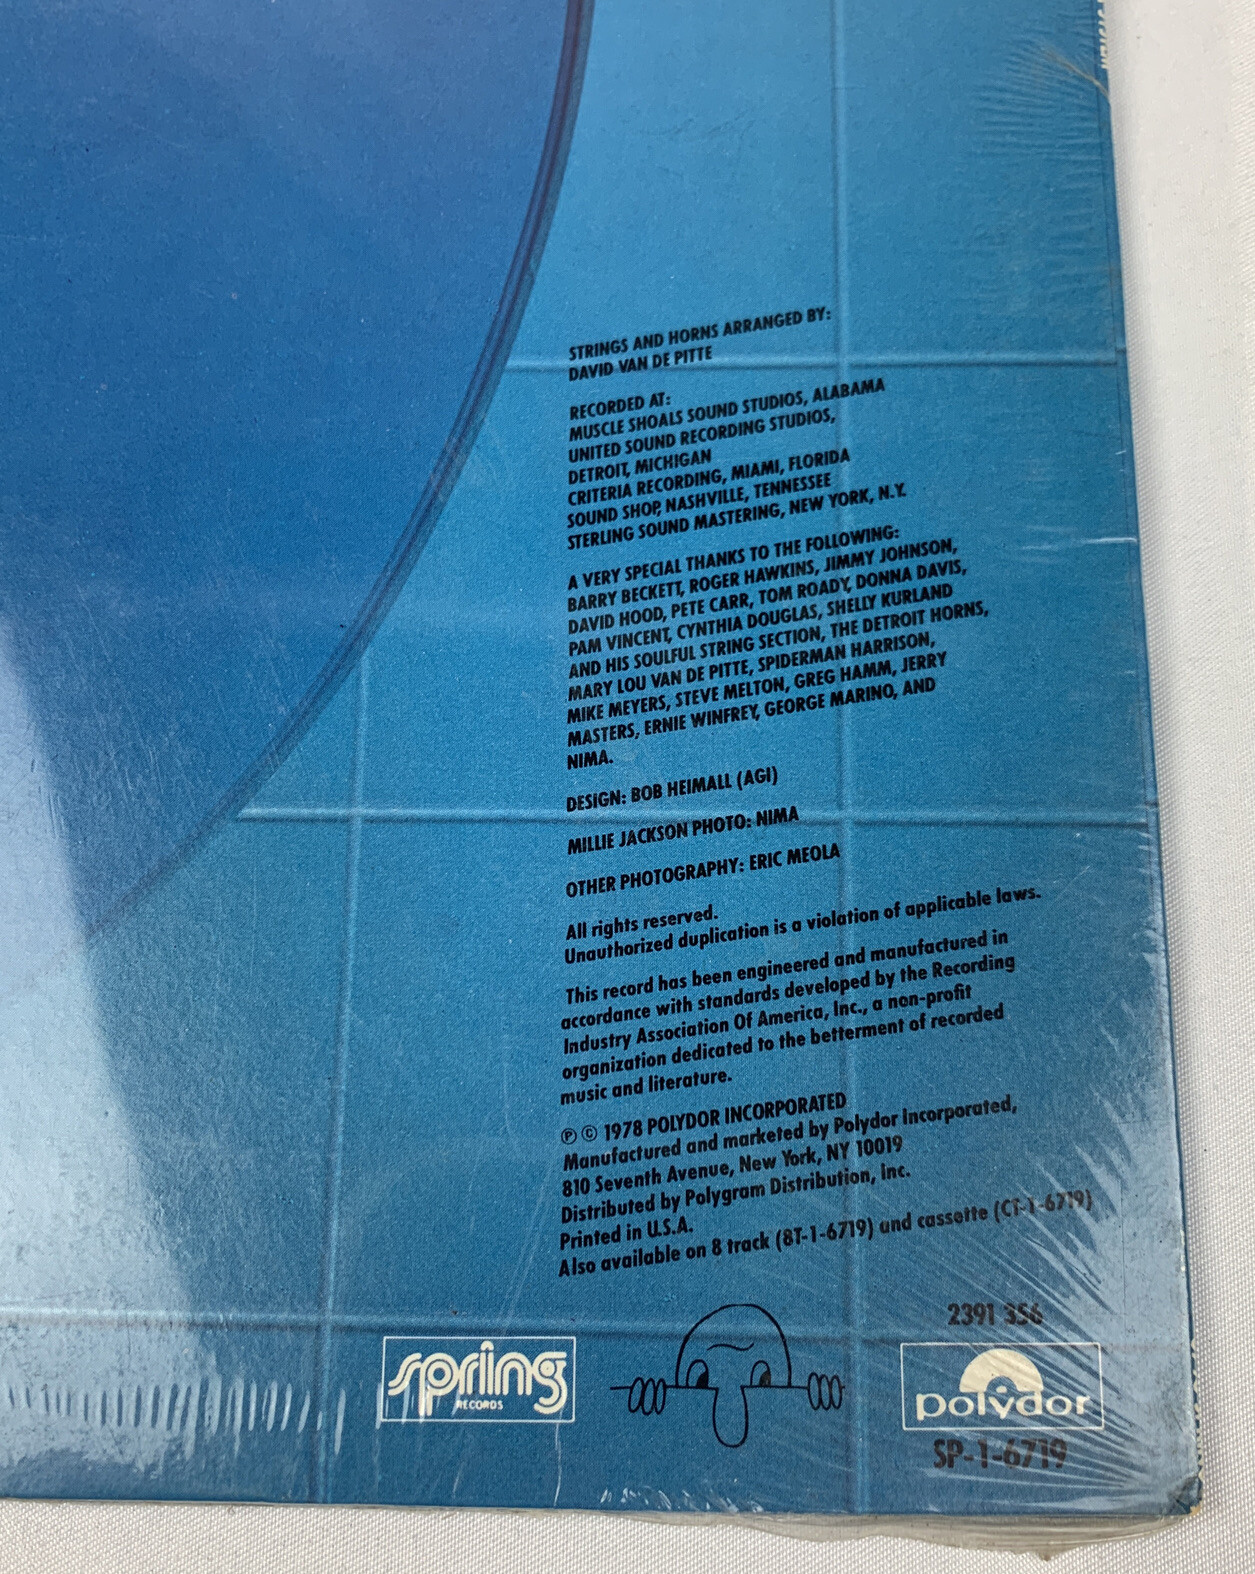 STRINGS AND HORNS ARRANGED BY:
DAVID VAN DE PITTE
RECORDED AT:
MUSCLE SHOALS SOUND STUDIOS, ALABAMA
UNITED SOUND RECORDING STUDIOS,
DETROIT, MICHIGAN
CRITERIA RECORDING, MIAMI, FLORIDA
SOUND SHOP, NASHVILLE, TENNESSEE
STERLING SOUND MASTERING, NEW YORK, N.Y.
A VERY SPECIAL THANKS TO THE FOLLOWING:
BARRY BECKETT, ROGER HAWKINS, JIMMY JOHNSON,
DAVID HOOD, PETE CARR, TOM ROADY, DONNA DAVIS,
PAM VINCENT, CYNTHIA DOUGLAS, SHELLY KURLAND
AND HIS SOULFUL STRING SECTION, THE DETROIT HORNS,
MARY LOU VAN DE PITTE, SPIDERMAN HARRISON,
MIKE MEYERS, STEVE MELTON, GREG HAMM, JERRY
MASTERS, ERNIE WINFREY, GEORGE MARINO, AND
NIMA.
DESIGN: BOB HEIMALL (AGI)
MILLIE JACKSON PHOTO: NIMA
OTHER PHOTOGRAPHY: ERIC MEOLA
All rights reserved.
Unauthorized duplication is a violation of applicable laws.
This record has been engineered and manufactured in
accordance with standards developed by the Recording
Industry Association Of America, Inc., a non-profit
organization dedicated to the betterment of recorded
music and literature.
℗ © 1978 POLYDOR INCORPORATED
Manufactured and marketed by Polydor Incorporated,
810 Seventh Avenue, New York, NY 10019
Distributed by Polygram Distribution, Inc.
Printed in U.S.A.
Also available on 8 track (8T-1-6719) and cassette (CT-1-6719)
2391 356
spring
RECORDS
polydor
SP-1-6719